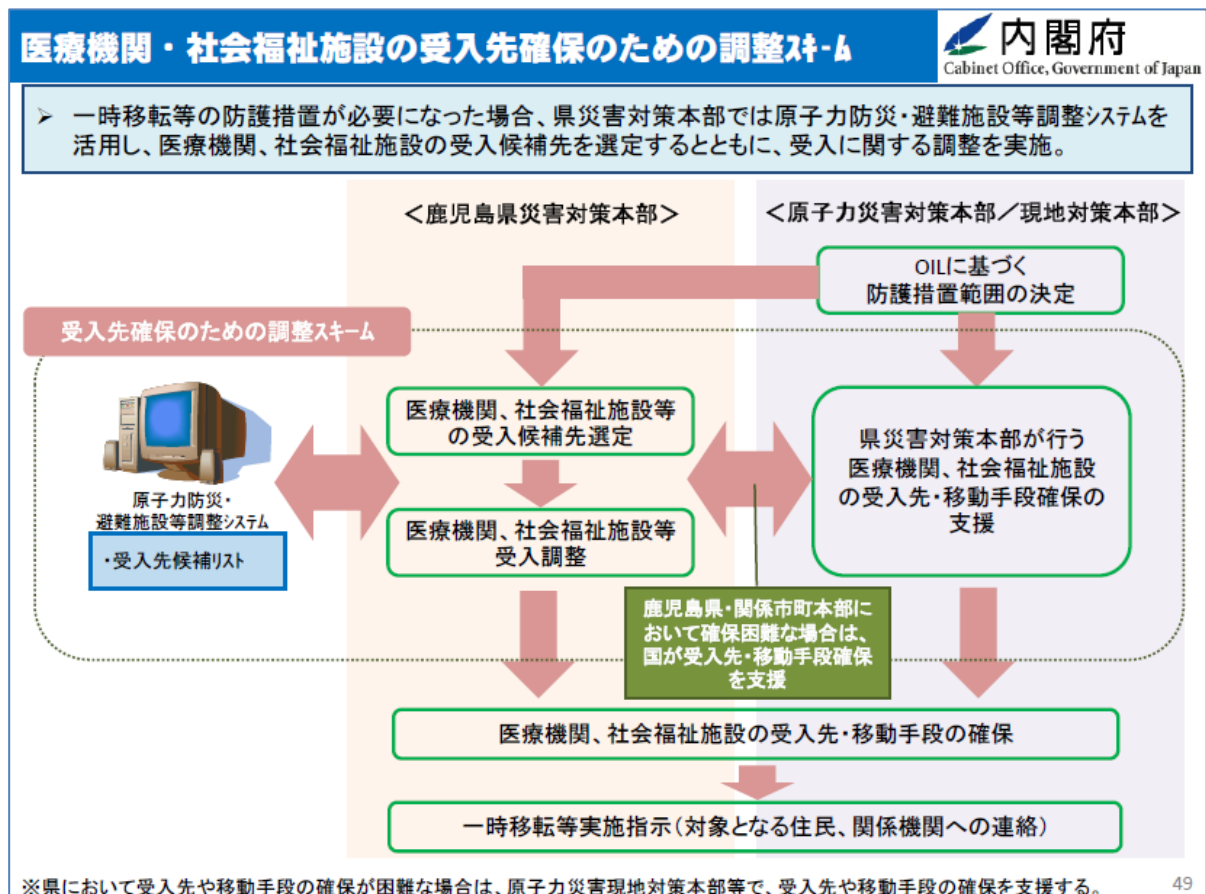 医療機関・社会福祉施設の受入先確保のための調整ｽｷｰﾑ
内閣府
Cabinet Office, Government of Japan
➢ 一時移転等の防護措置が必要になった場合、県災害対策本部では原子力防災・避難施設等調整システムを
活用し、医療機関、社会福祉施設の受入候補先を選定するとともに、受入に関する調整を実施。
＜鹿児島県災害対策本部＞
＜原子力災害対策本部／現地対策本部＞
OILに基づく
防護措置範囲の決定
受入先確保のための調整スキーム
医療機関、社会福祉施設等
の受入候補先選定
県災害対策本部が行う
医療機関、社会福祉施設
の受入先・移動手段確保の
支援
原子力防災・
避難施設等調整システム
・受入先候補リスト
医療機関、社会福祉施設等
受入調整
鹿児島県・関係市町本部に
おいて確保困難な場合は、
国が受入先・移動手段確保
を支援
医療機関、社会福祉施設の受入先・移動手段の確保
一時移転等実施指示（対象となる住民、関係機関への連絡）
※県において受入先や移動手段の確保が困難な場合は、原子力災害現地対策本部等で、受入先や移動手段の確保を支援する。
49